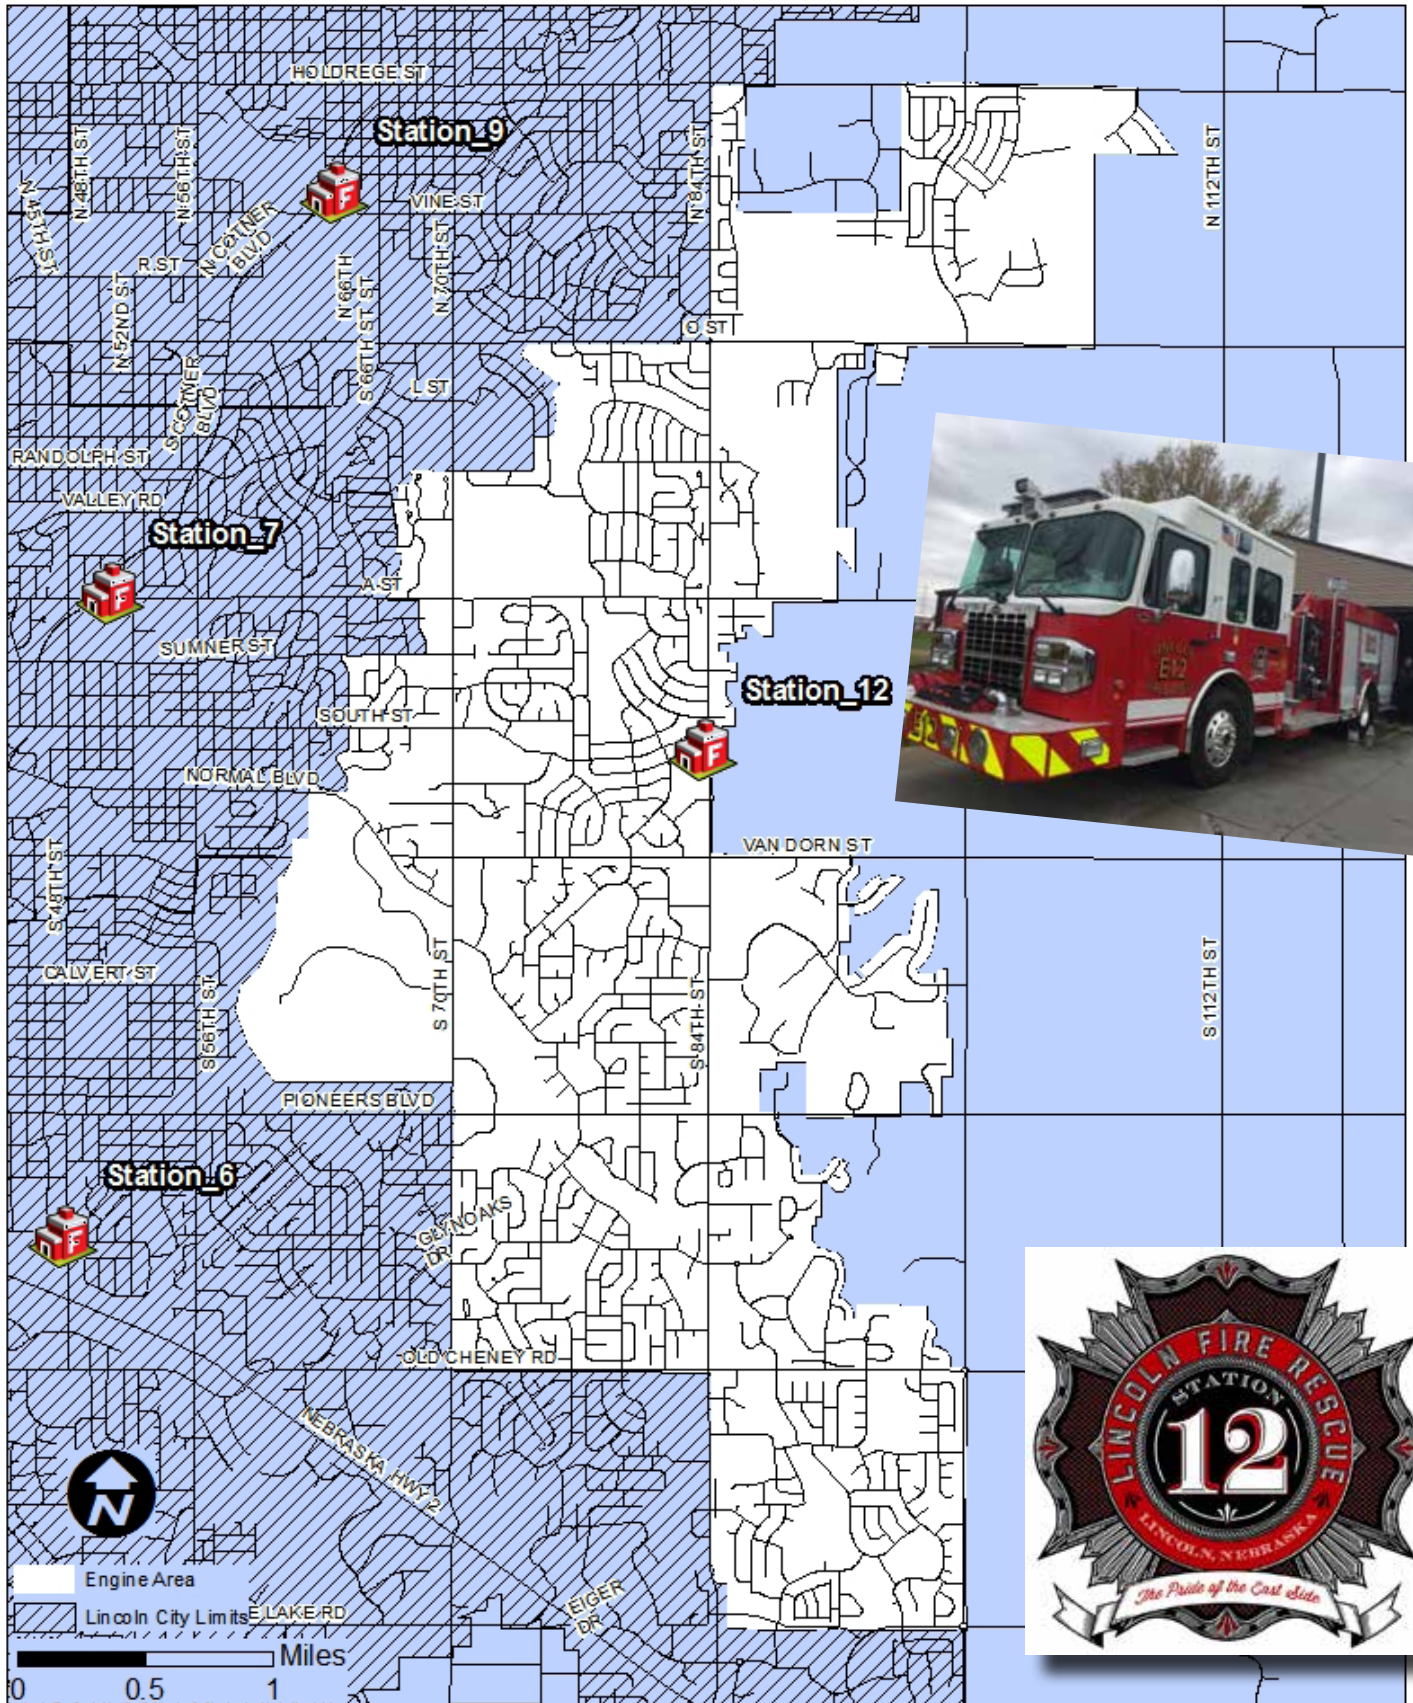 HOLDREGE ST
Station_9
N 48TH ST
N 56TH ST
N 84TH ST
N 112TH ST
N 45TH ST
VINE ST
N COTNER
BLVD
R ST
N 70TH ST
N 66TH
ST
S 66TH ST
N 52ND ST
O ST
S COTNER
BLVD
L ST
RANDOLPH ST
VALLEY RD
Station_7
A ST
SUMNER ST
Station_12
SOUTH ST
NORMAL BLVD
VAN DORN ST
S 48TH ST
CALVERT ST
S 56TH ST
S 70TH ST
S 84TH ST
S 112TH ST
PIONEERS BLVD
Station_6
GLYNOAKS
DR
OLD CHENEY RD
NEBRASKA HWY 2
N
Engine Area
Lincoln City Limits
E LAKE RD
EIGER
DR
Miles
0 0.5 1
F
F
F
F
E12
LINCOLN FIRE RESCUE
STATION
12
LINCOLN, NEBRASKA
The Pride of the East Side